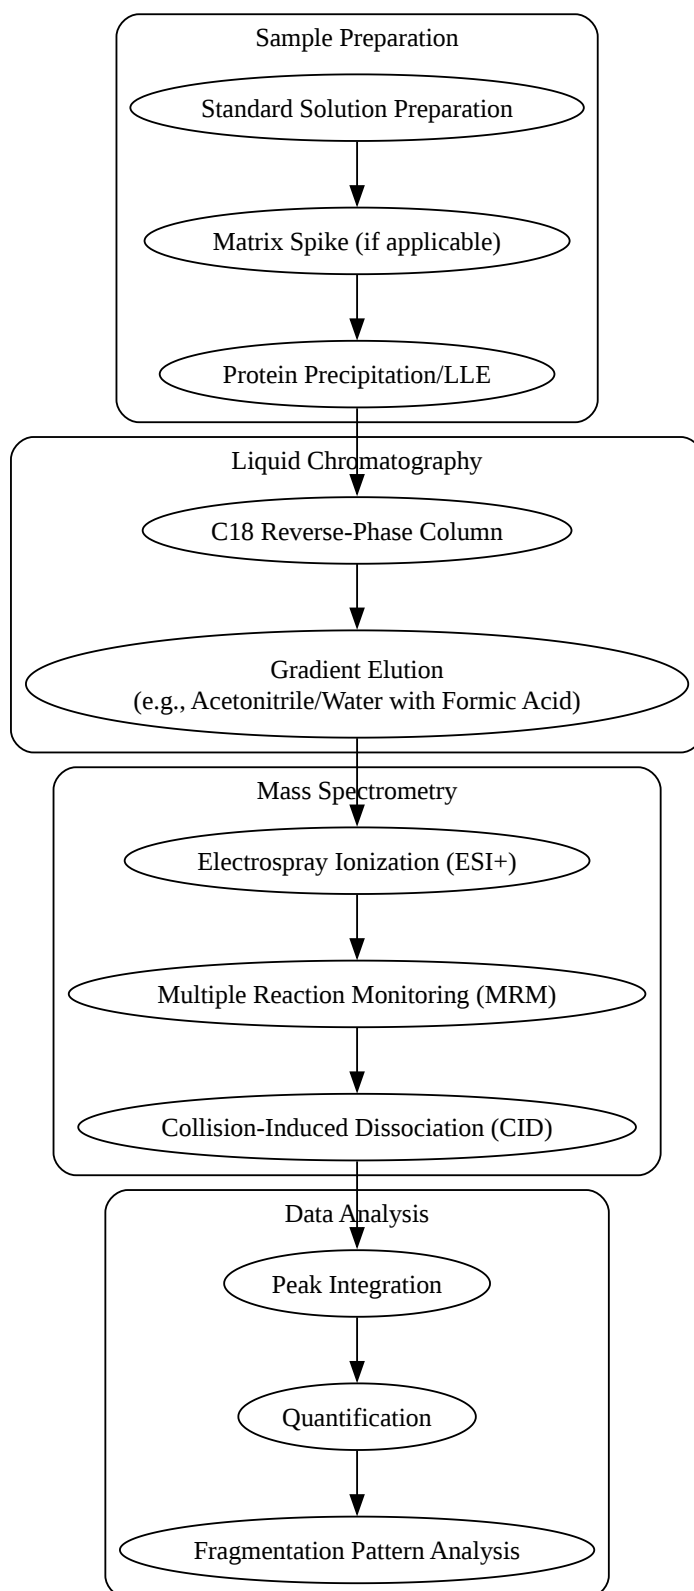 Sample Preparation
Standard Solution Preparation
Matrix Spike (if applicable)
Protein Precipitation/LLE
Liquid Chromatography
C18 Reverse-Phase Column
Gradient Elution
(e.g., Acetonitrile/Water with Formic Acid)
Mass Spectrometry
Electrospray Ionization (ESI+)
Multiple Reaction Monitoring (MRM)
Collision-Induced Dissociation (CID)
Data Analysis
Peak Integration
Quantification
Fragmentation Pattern Analysis